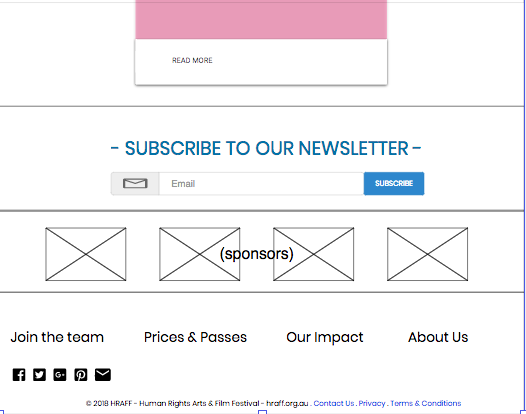 READ MORE
- SUBSCRIBE TO OUR NEWSLETTER -
Email
SUBSCRIBE
(sponsors)
Join the team
Prices & Passes
Our Impact
About Us
© 2018 HRAFF - Human Rights Arts & Film Festival - hraff.org.au . Contact Us . Privacy . Terms & Conditions